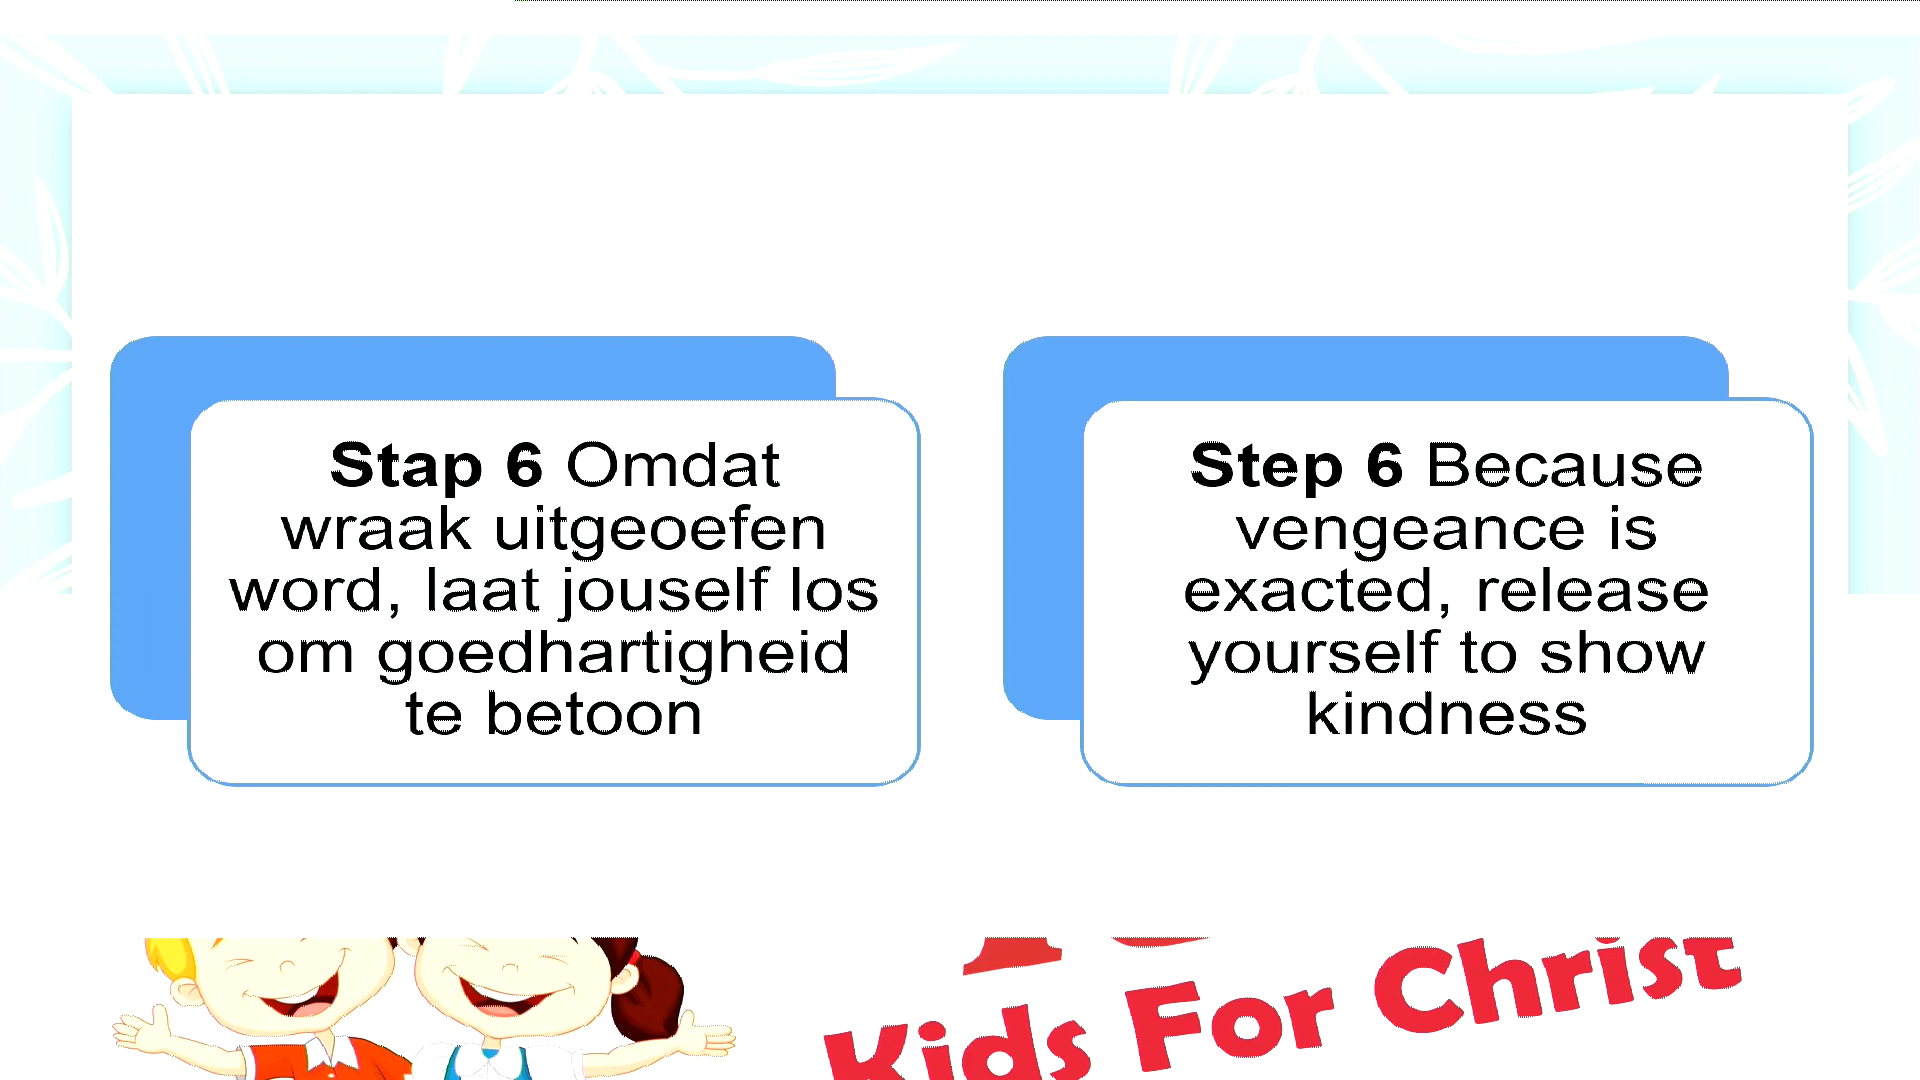 Stap 6 Omdat
wraak uitgeoefen
word, laat jouself los
om goedhartigheid
te betoon
Step 6 Because
vengeance is
exacted, release
yourself to show
kindness
Kids For Christ